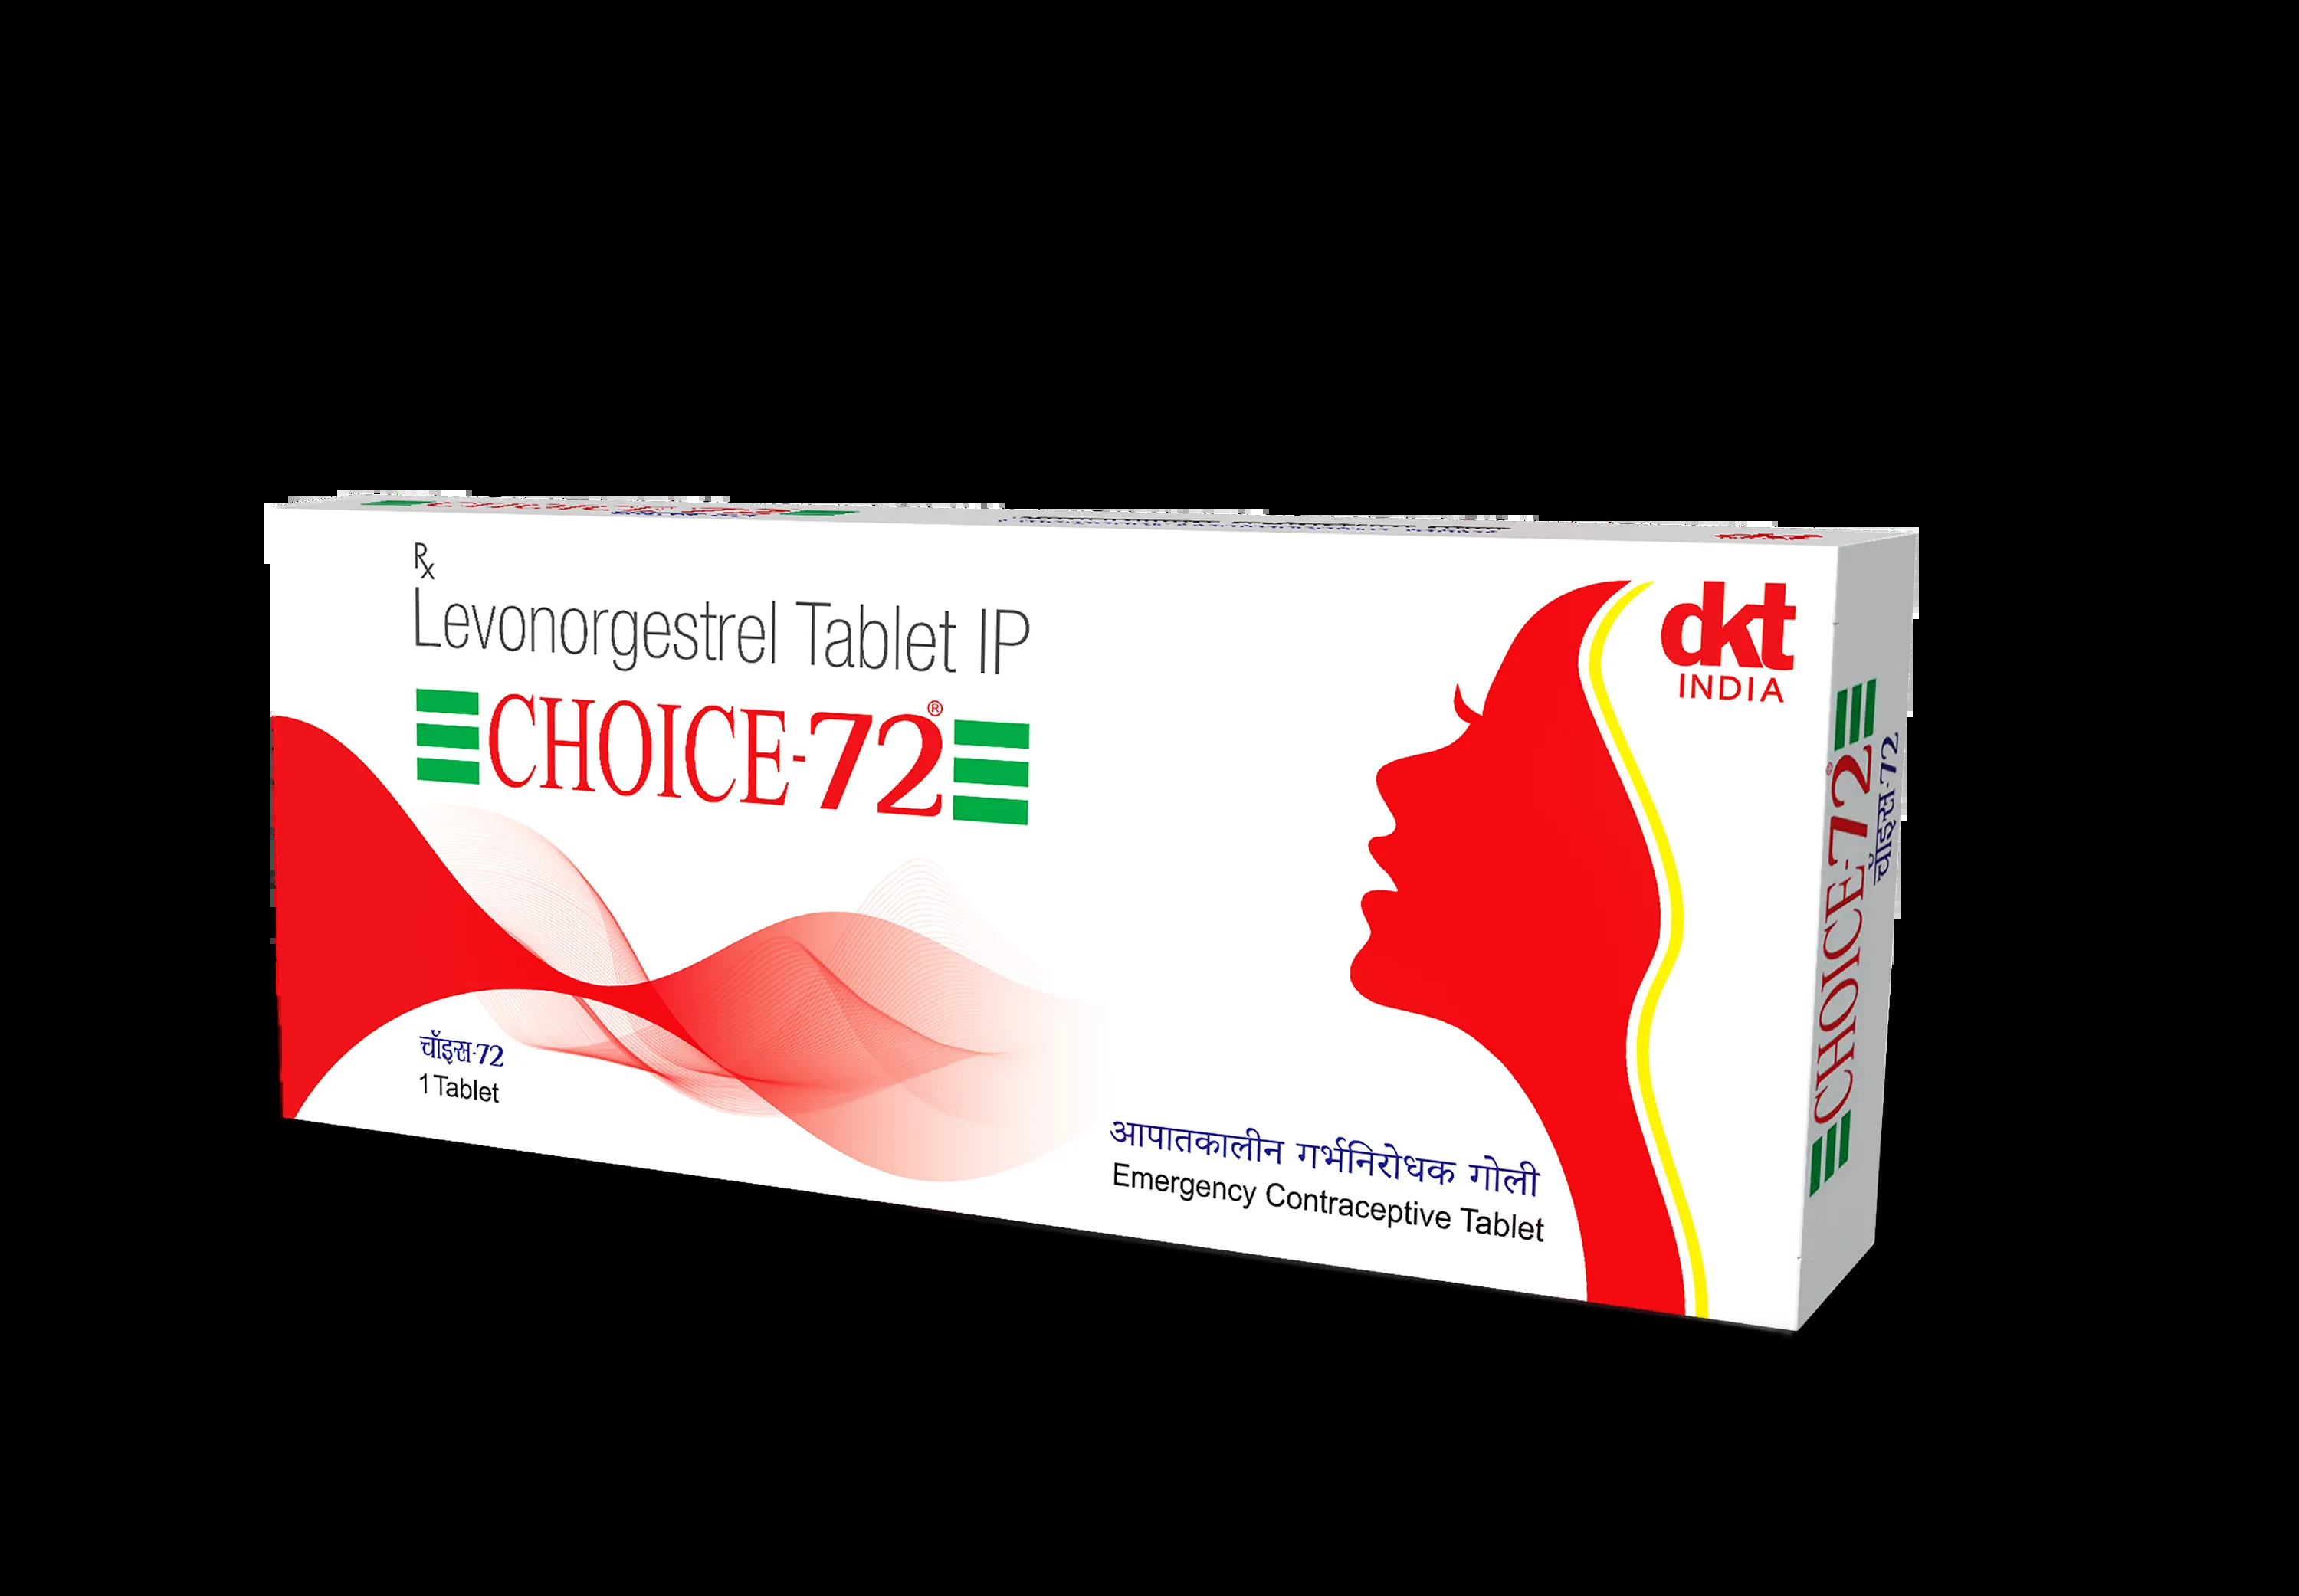 Rx
Levonorgestrel Tablet IP
CHOICE-72®
चॉइस-72
1 Tablet
dkt
INDIA
आपातकालीन गर्भनिरोधक गोली
Emergency Contraceptive Tablet
CHOICE-72®
चॉइस-72